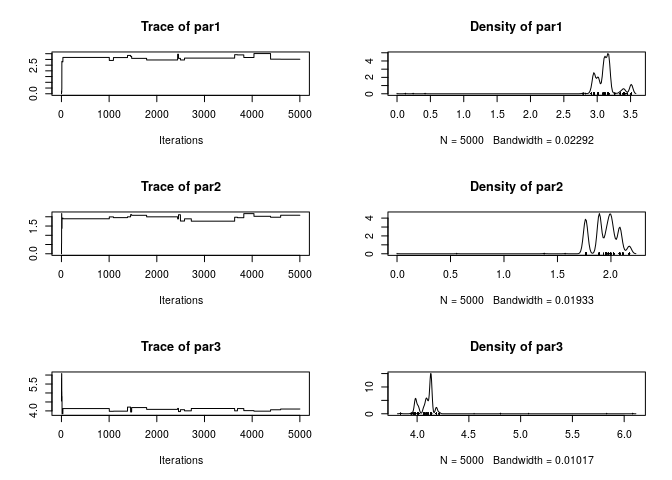 Trace of par1
2.5
0.0
0 1000 2000 3000 4000 5000
Iterations
Density of par1
4
2
0
0.0 0.5 1.0 1.5 2.0 2.5 3.0 3.5
N = 5000 Bandwidth = 0.02292
Trace of par2
1.5
0.0
0 1000 2000 3000 4000 5000
Iterations
Density of par2
4
2
0
0.0 0.5 1.0 1.5 2.0
N = 5000 Bandwidth = 0.01933
Trace of par3
5.5
4.0
0 1000 2000 3000 4000 5000
Iterations
Density of par3
10
0
4.0 4.5 5.0 5.5 6.0
N = 5000 Bandwidth = 0.01017